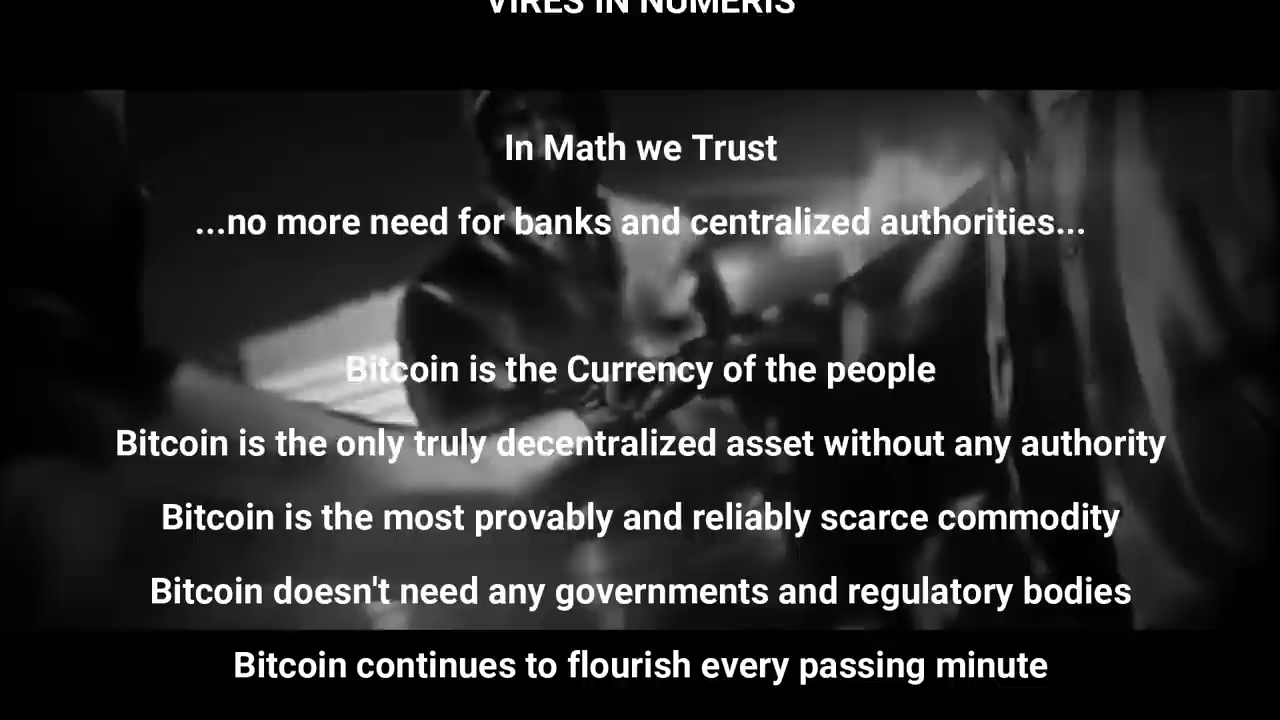 VIRES IN NUMERIS
In Math we Trust
...no more need for banks and centralized authorities...
Bitcoin is the Currency of the people
Bitcoin is the only truly decentralized asset without any authority
Bitcoin is the most provably and reliably scarce commodity
Bitcoin doesn't need any governments and regulatory bodies
Bitcoin continues to flourish every passing minute